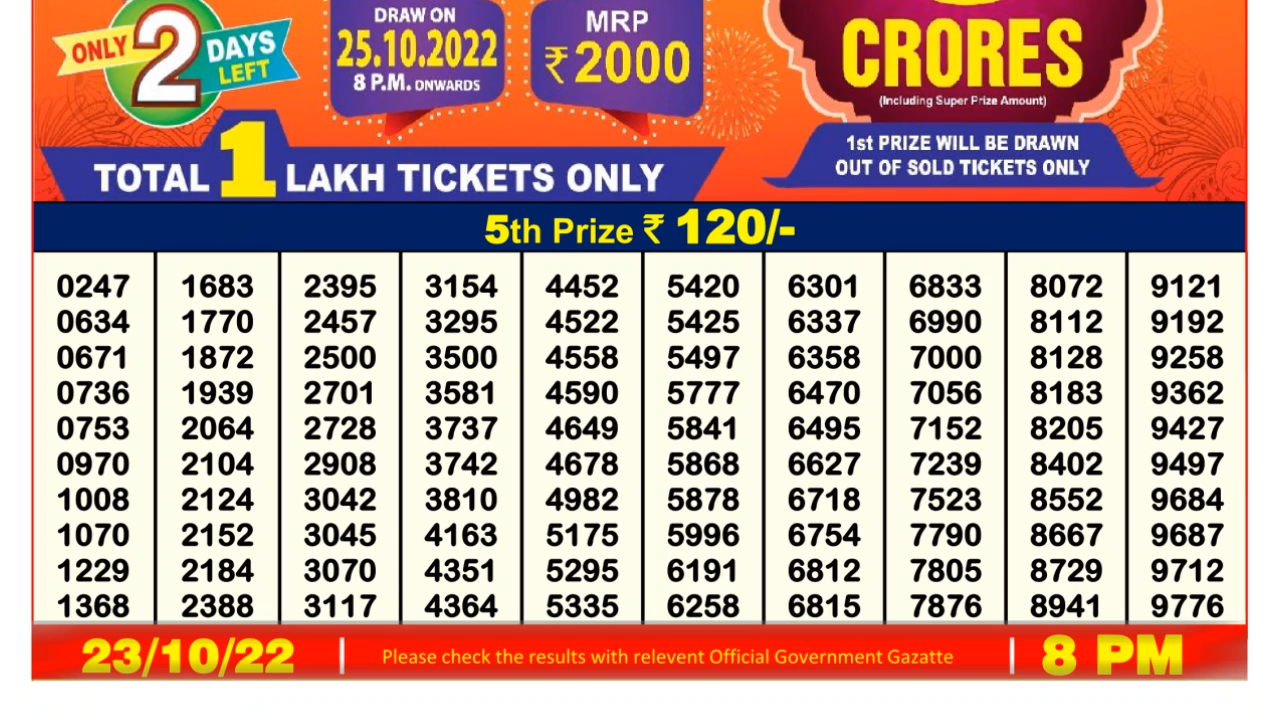 ONLY 2 DAYS LEFT
DRAW ON
25.10.2022
8 P.M. ONWARDS
MRP
₹2000
CRORES
(Including Super Prize Amount)
1st PRIZE WILL BE DRAWN
OUT OF SOLD TICKETS ONLY
TOTAL 1 LAKH TICKETS ONLY
5th Prize ₹ 120/-
0247 1683 2395 3154 4452 5420 6301 6833 8072 9121
0634 1770 2457 3295 4522 5425 6337 6990 8112 9192
0671 1872 2500 3500 4558 5497 6358 7000 8128 9258
0736 1939 2701 3581 4590 5777 6470 7056 8183 9362
0753 2064 2728 3737 4649 5841 6495 7152 8205 9427
0970 2104 2908 3742 4678 5868 6627 7239 8402 9497
1008 2124 3042 3810 4982 5878 6718 7523 8552 9684
1070 2152 3045 4163 5175 5996 6754 7790 8667 9687
1229 2184 3070 4351 5295 6191 6812 7805 8729 9712
1368 2388 3117 4364 5335 6258 6815 7876 8941 9776
23/10/22 | Please check the results with relevent Official Government Gazatte | 8 PM